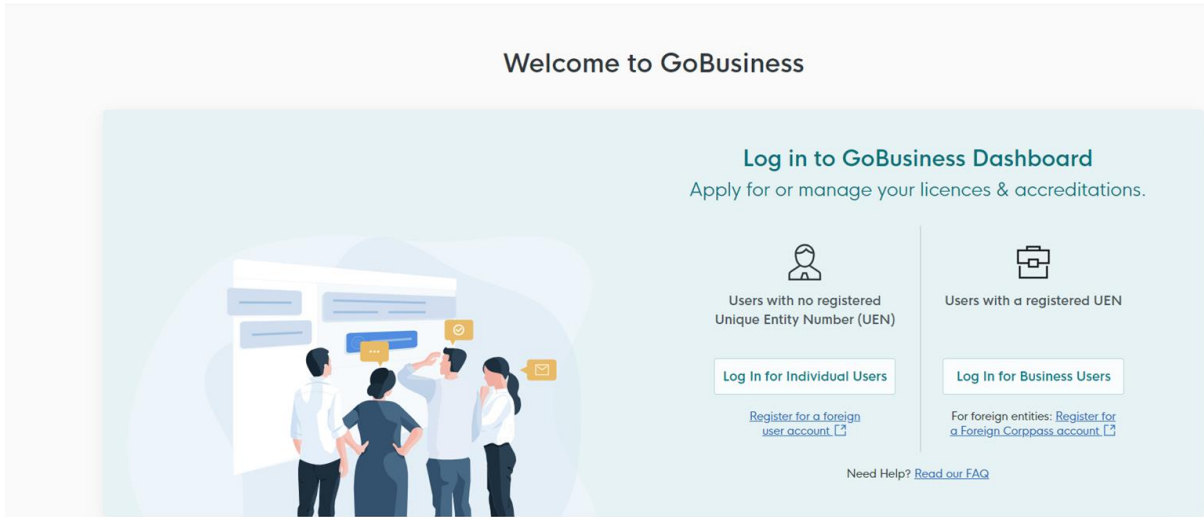 Welcome to GoBusiness
Log in to GoBusiness Dashboard
Apply for or manage your licences & accreditations.
Users with no registered
Unique Entity Number (UEN)
Log In for Individual Users
Register for a foreign
user account
Users with a registered UEN
Log In for Business Users
For foreign entities: Register for
a Foreign Corppass account
Need Help? Read our FAQ